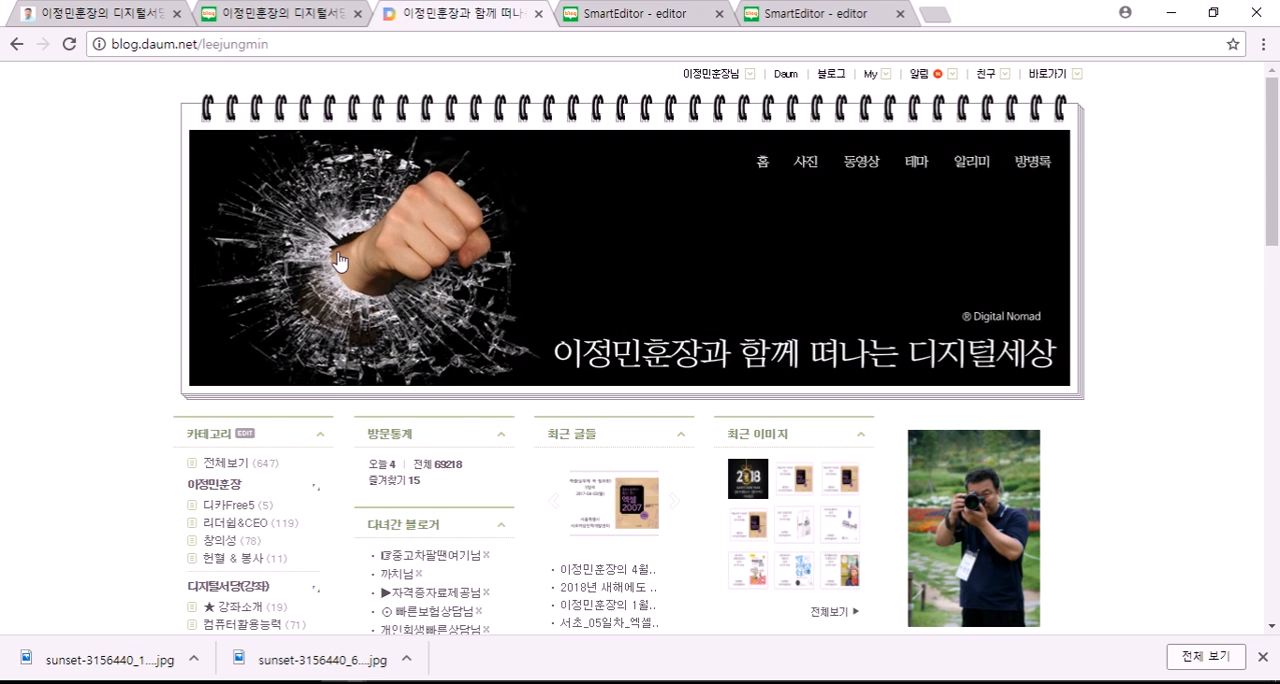 이정민훈장의 디지털서당
이정민훈장의 디지털서당
이정민훈장과 함께 떠나
SmartEditor - editor
SmartEditor - editor
blog.daum.net/leejungmin
이정민훈장님 | Daum | 블로그 | My | 알림 | 친구 | 바로가기
홈 사진 동영상 테마 알리미 방명록
® Digital Nomad
이정민훈장과 함께 떠나는 디지털세상
카테고리 EDIT
전체보기 (647)
이정민훈장
디카Free5 (5)
리더쉽&CEO (119)
창의성 (78)
헌혈 & 봉사 (11)
디지털서당(강좌)
★ 강좌소개 (19)
컴퓨터활용능력 (71)
방문통계
오늘 4 | 전체 69218
즐겨찾기 15
다녀간 블로거
☞중고차팔땐여기님
까치님
▶자격증자료제공님
⊙ 빠른보험상담님
개인회생빠른상담님
최근 글들
엑셀
2007
이정민훈장의 4월..
2018년 새해에도 ..
이정민훈장의 1월..
서초_05일차_엑셀..
최근 이미지
2018
전체보기 ▶
sunset-3156440_1....jpg
sunset-3156440_6....jpg
전체 보기